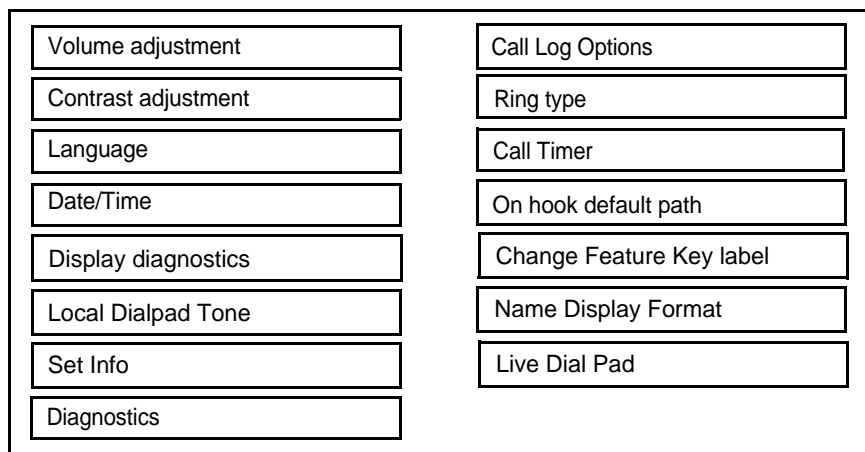 Volume adjustment
Contrast adjustment
Language
Date/Time
Display diagnostics
Local Dialpad Tone
Set Info
Diagnostics
Call Log Options
Ring type
Call Timer
On hook default path
Change Feature Key label
Name Display Format
Live Dial Pad